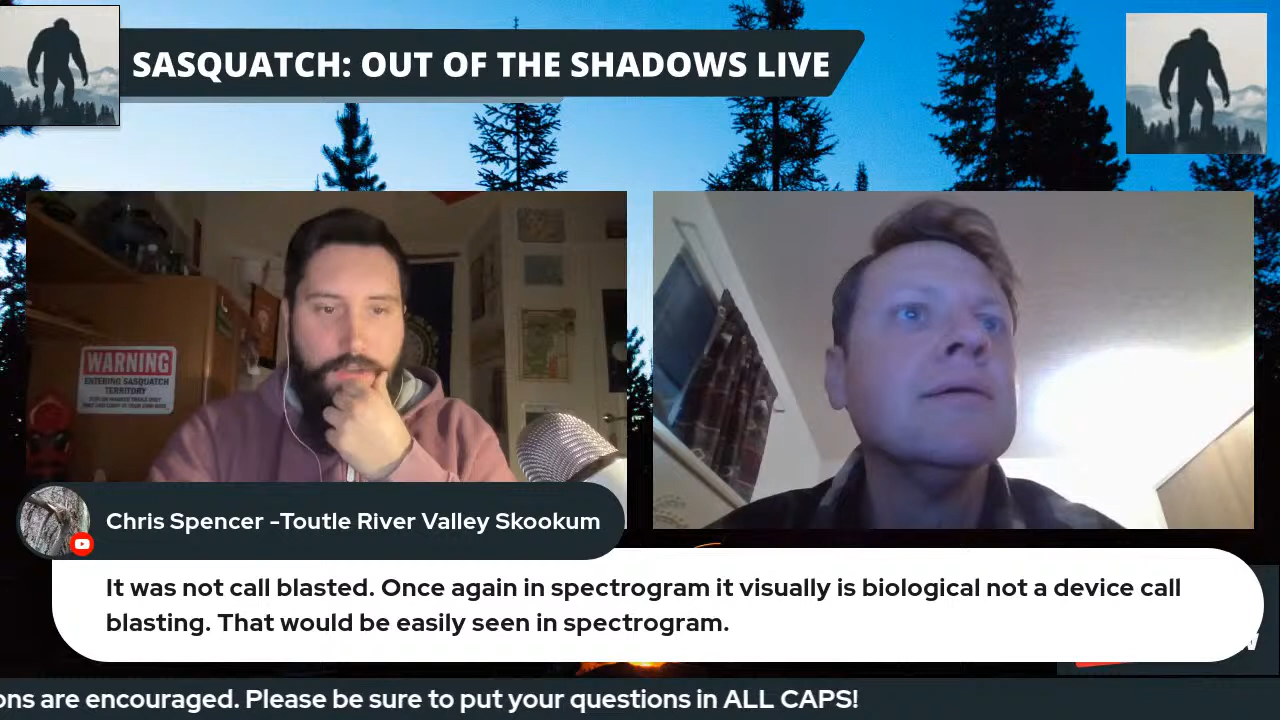 SASQUATCH: OUT OF THE SHADOWS LIVE
WARNING
ENTERING SASQUATCH
TERRITORY
Chris Spencer -Toutle River Valley Skookum
It was not call blasted. Once again in spectrogram it visually is biological not a device call
blasting. That would be easily seen in spectrogram.
ons are encouraged. Please be sure to put your questions in ALL CAPS!